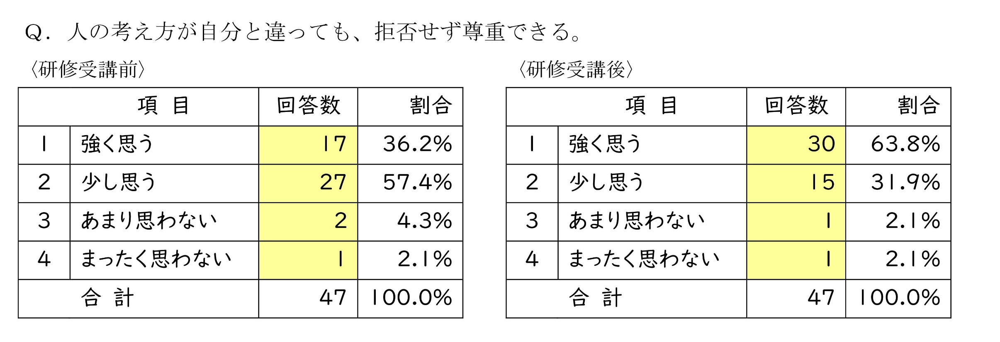 Q．人の考え方が自分と違っても、拒否せず尊重できる。
〈研修受講前〉
項 目 回答数 割合
1 強く思う 17 36.2%
2 少し思う 27 57.4%
3 あまり思わない 2 4.3%
4 まったく思わない 1 2.1%
合 計 47 100.0%
〈研修受講後〉
項 目 回答数 割合
1 強く思う 30 63.8%
2 少し思う 15 31.9%
3 あまり思わない 1 2.1%
4 まったく思わない 1 2.1%
合 計 47 100.0%